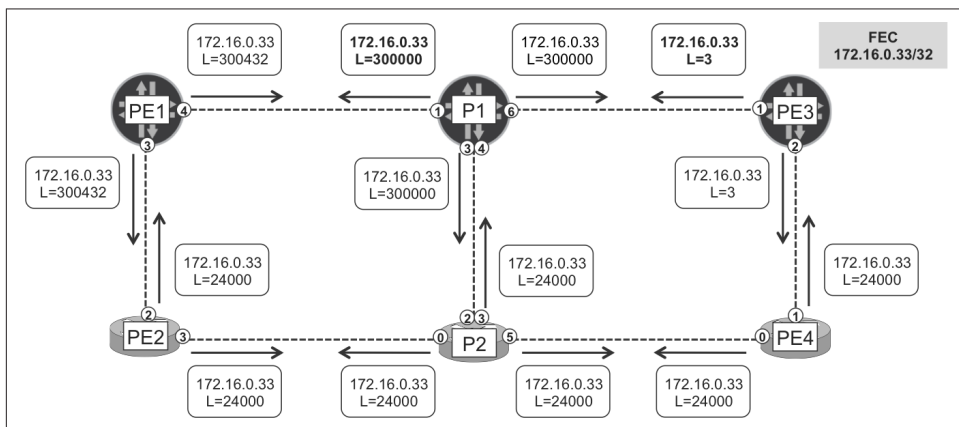 172.16.0.33
L=300432
172.16.0.33
L=300000
172.16.0.33
L=300000
172.16.0.33
L=3
FEC
172.16.0.33/32
PE1
4
3
1
P1
6
3
4
1
PE3
2
172.16.0.33
L=300432
172.16.0.33
L=300000
172.16.0.33
L=3
172.16.0.33
L=24000
172.16.0.33
L=24000
172.16.0.33
L=24000
2
PE2
3
2
3
0
P2
5
1
0
PE4
172.16.0.33
L=24000
172.16.0.33
L=24000
172.16.0.33
L=24000
172.16.0.33
L=24000